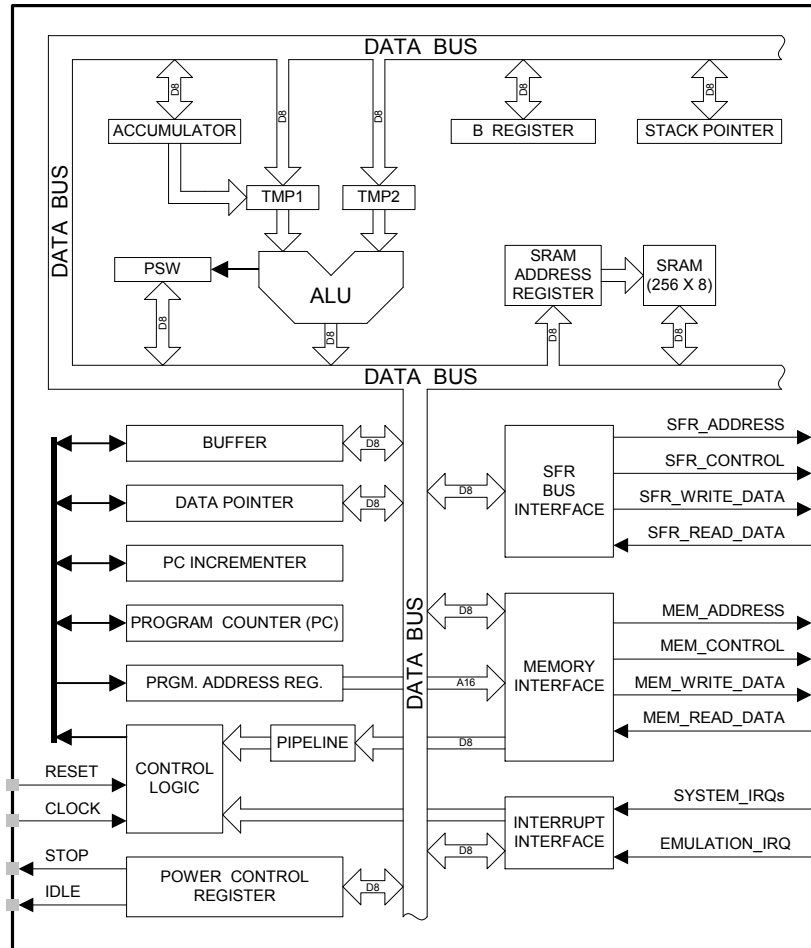 DATA BUS
D8
D8
D8
D8
D8
ACCUMULATOR
B REGISTER
STACK POINTER
DATA BUS
TMP1
TMP2
PSW
ALU
SRAM
ADDRESS
REGISTER
SRAM
(256 X 8)
D8
D8
D8
D8
DATA BUS
BUFFER
D8
SFR_ADDRESS
DATA POINTER
D8
D8
SFR
BUS
INTERFACE
SFR_CONTROL
SFR_WRITE_DATA
PC INCREMENTER
SFR_READ_DATA
PROGRAM COUNTER (PC)
DATA BUS
D8
MEM_ADDRESS
PRGM. ADDRESS REG.
A16
MEMORY
INTERFACE
MEM_CONTROL
MEM_WRITE_DATA
MEM_READ_DATA
PIPELINE
D8
CONTROL
LOGIC
RESET
CLOCK
INTERRUPT
INTERFACE
SYSTEM_IRQs
EMULATION_IRQ
D8
STOP
IDLE
POWER CONTROL
REGISTER
D8